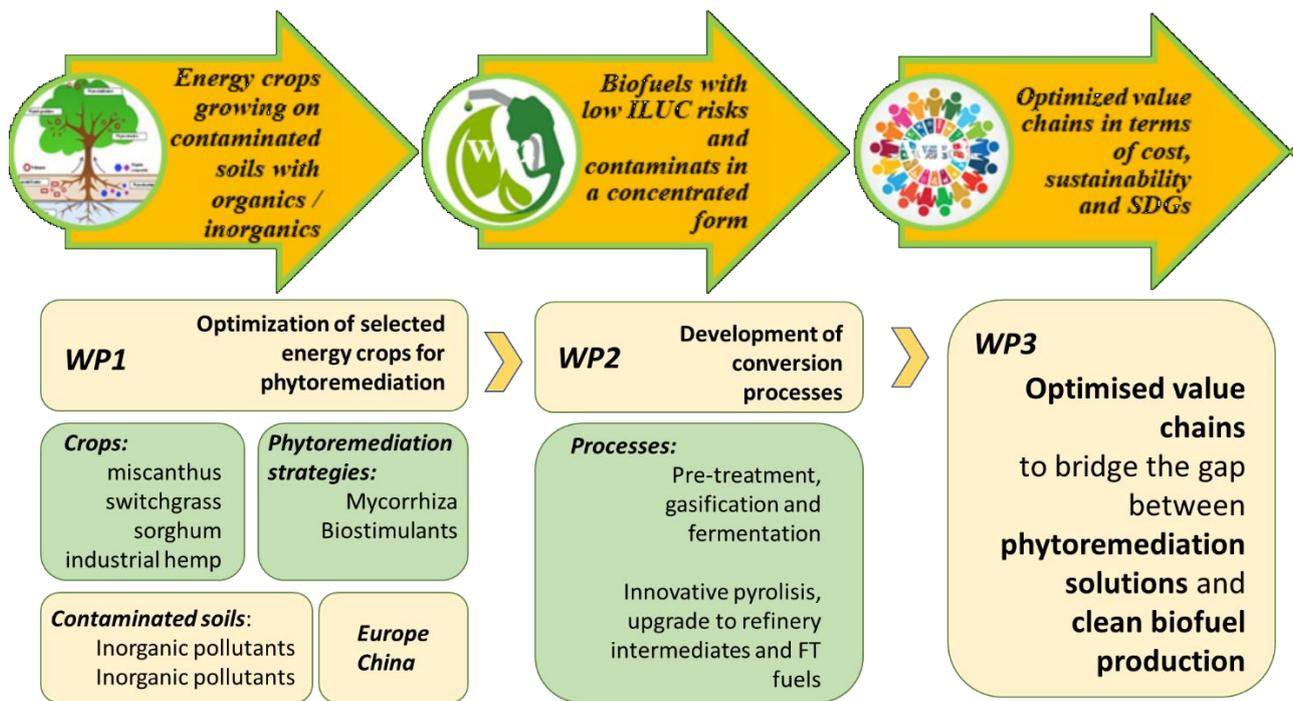 Energy crops
growing on
contaminated
soils with
organics /
inorganics
Biofuels with
low ILUC risks
and
contaminats in
a concentrated
form
Optimized value
chains in terms
of cost,
sustainability
and SDGs
WP1
Optimization of selected
energy crops for
phytoremediation
Crops:
miscanthus
switchgrass
sorghum
industrial hemp
Phytoremediation
strategies:
Mycorrhiza
Biostimulants
Contaminated soils:
Inorganic pollutants
Inorganic pollutants
Europe
China
WP2
Development of
conversion
processes
Processes:
Pre-treatment,
gasification and
fermentation
Innovative pyrolisis,
upgrade to refinery
intermediates and FT
fuels
WP3
Optimised value
chains
to bridge the gap
between
phytoremediation
solutions and
clean biofuel
production